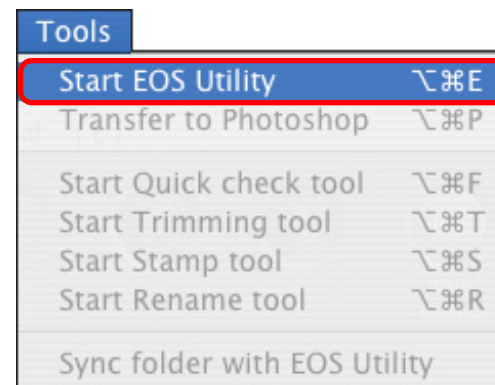 Tools
Start EOS Utility ⌥⌘E
Transfer to Photoshop ⌥⌘P
Start Quick check tool ⌥⌘F
Start Trimming tool ⌥⌘T
Start Stamp tool ⌥⌘S
Start Rename tool ⌥⌘R
Sync folder with EOS Utility